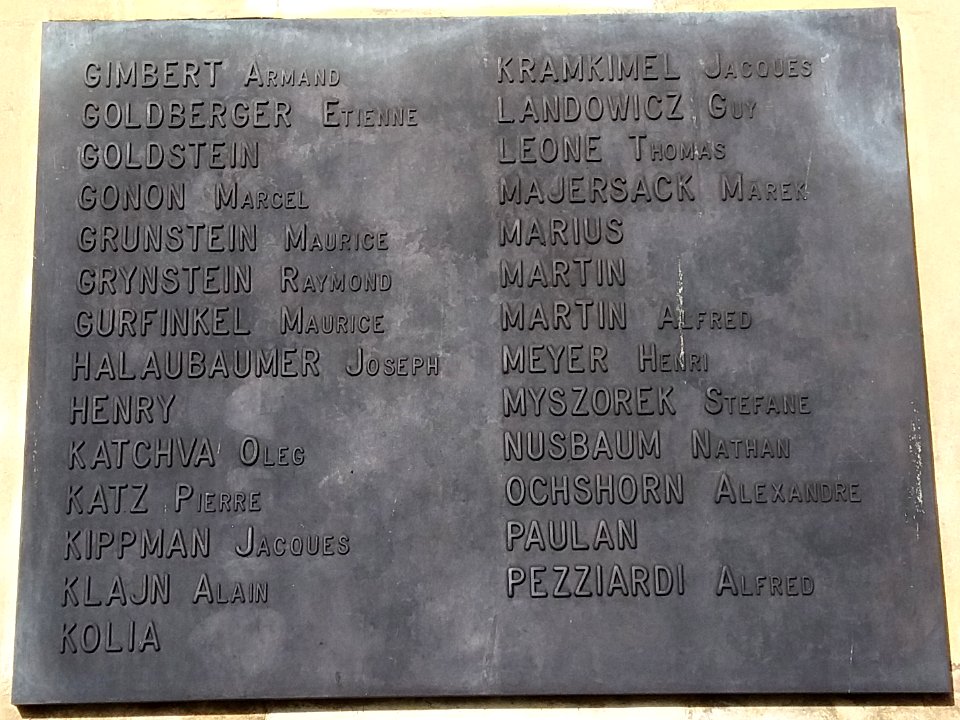 GIMBERT ARMAND
GOLDBERGER ETIENNE
GOLDSTEIN
GONON MARCEL
GRUNSTEIN MAURICE
GRYNSTEIN RAYMOND
GURFINKEL MAURICE
HALAUBAUMER JOSEPH
HENRY
KATCHVA OLEG
KATZ PIERRE
KIPPMAN JACQUES
KLAJN ALAIN
KOLIA
KRAMKIMEL JACQUES
LANDOWICZ GUY
LEONE THOMAS
MAJERSACK MAREK
MARIUS
MARTIN
MARTIN ALFRED
MEYER HENRI
MYSZOREK STEFANE
NUSBAUM NATHAN
OCHSHORN ALEXANDRE
PAULAN
PEZZIARDI ALFRED